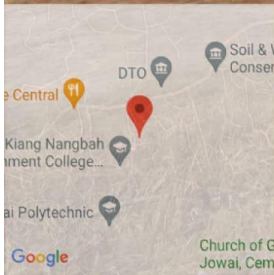 Soil & 
Conser
DTO
e Central
Kiang Nangbah
nment College...
ai Polytechnic
Church of G
Jowai, Cem
Google